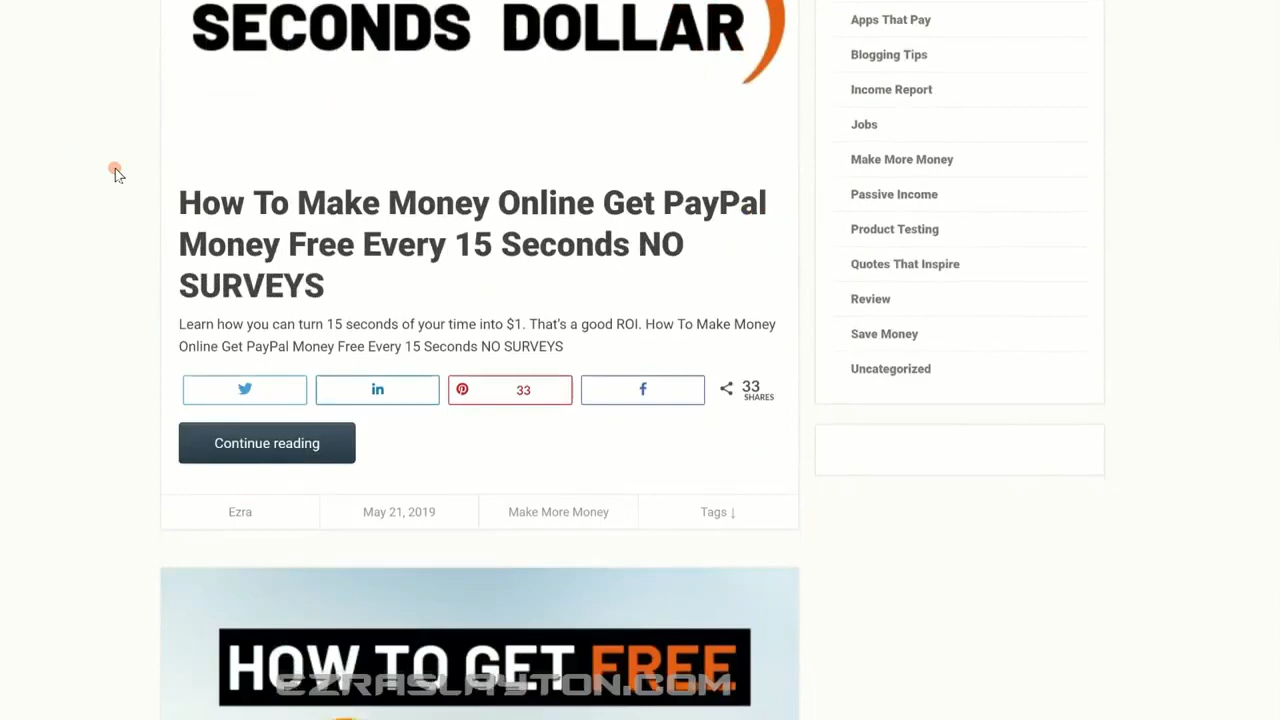 SECONDS DOLLAR
How To Make Money Online Get PayPal
Money Free Every 15 Seconds NO
SURVEYS
Learn how you can turn 15 seconds of your time into $1. That’s a good ROI. How To Make Money
Online Get PayPal Money Free Every 15 Seconds NO SURVEYS
33
33
SHARES
Continue reading
Ezra
May 21, 2019
Make More Money
Tags ↓
HOW TO GET FREE
EZRASLAYTON.COM
Apps That Pay
Blogging Tips
Income Report
Jobs
Make More Money
Passive Income
Product Testing
Quotes That Inspire
Review
Save Money
Uncategorized